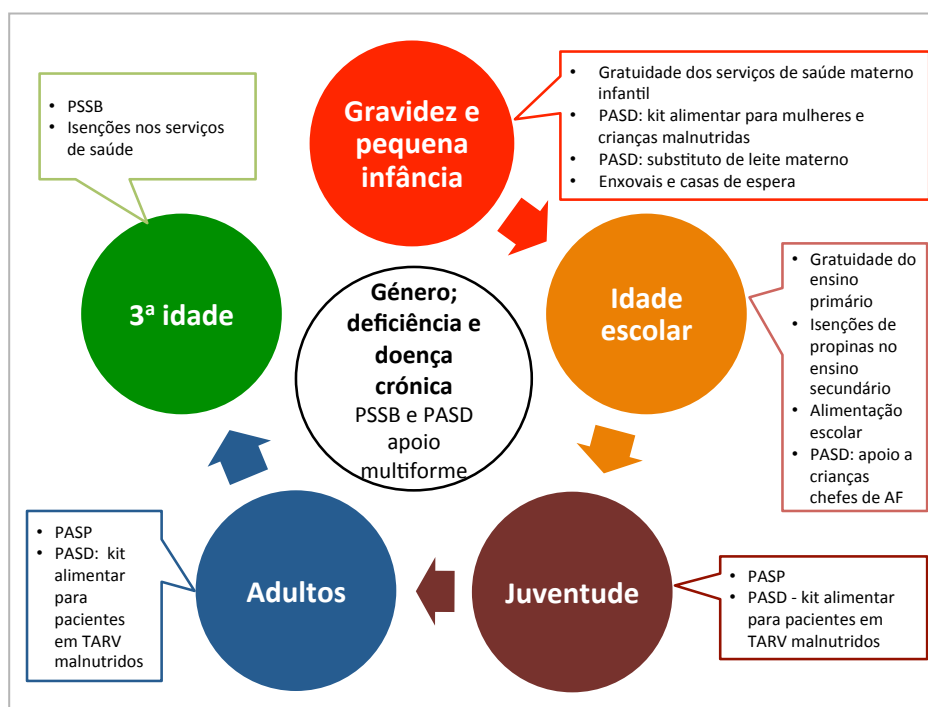 Gravidez e
pequena
infância
• Gratuidade dos serviços de saúde materno
infantil
• PASD: kit alimentar para mulheres e
crianças malnutridas
• PASD: substituto de leite materno
• Enxovais e casas de espera
Idade
escolar
• Gratuidade do
ensino
primário
• Isenções de
propinas no
ensino
secundário
• Alimentação
escolar
• PASD: apoio a
crianças
chefes de AF
Juventude
• PASP
• PASD - kit alimentar
para pacientes em
TARV malnutridos
Adultos
• PASP
• PASD: kit
alimentar
para
pacientes
em TARV
malnutridos
3ª idade
• PSSB
• Isenções nos serviços
de saúde
Género;
deficiência e
doença
crónica
PSSB e PASD
apoio
multiforme